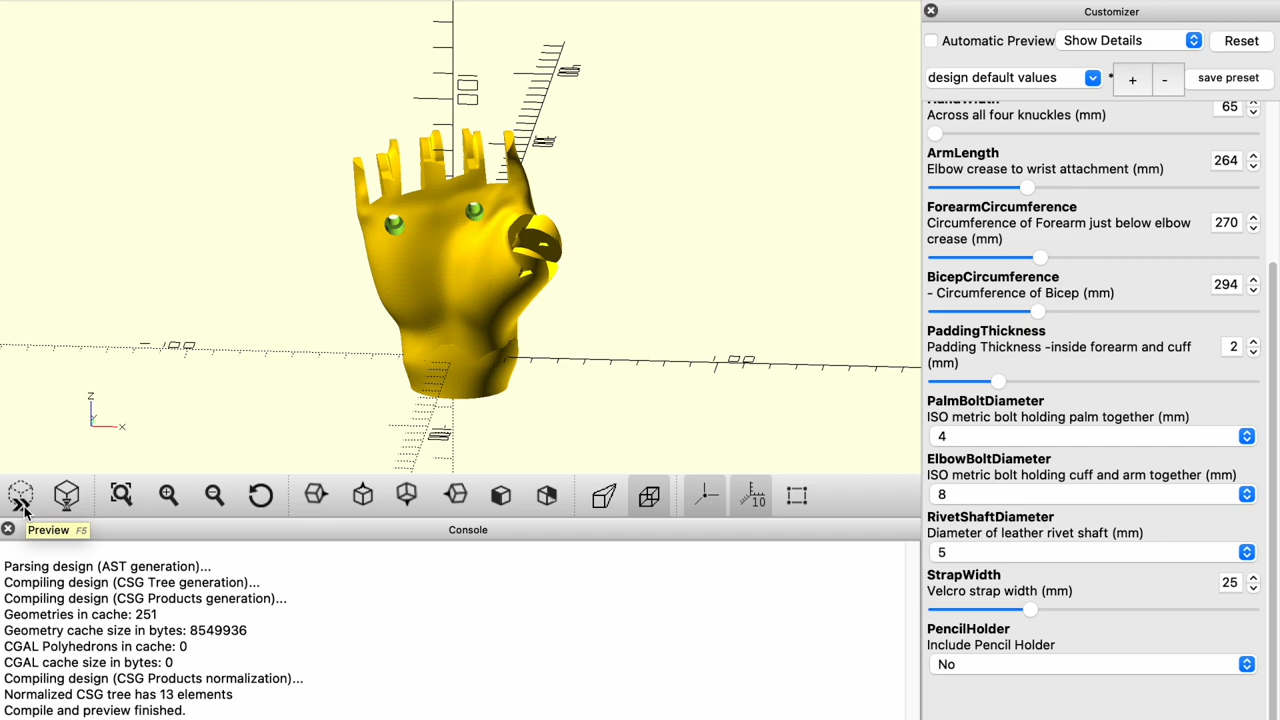 Customizer
Automatic Preview
Show Details
Reset
design default values
*
+
-
save preset
HandWidth
65
Across all four knuckles (mm)
ArmLength
Elbow crease to wrist attachment (mm)
264
ForearmCircumference
Circumference of Forearm just below elbow
crease (mm)
270
BicepCircumference
- Circumference of Bicep (mm)
294
PaddingThickness
Padding Thickness -inside forearm and cuff
(mm)
2
PalmBoltDiameter
ISO metric bolt holding palm together (mm)
4
ElbowBoltDiameter
ISO metric bolt holding cuff and arm together (mm)
8
RivetShaftDiameter
Diameter of leather rivet shaft (mm)
5
StrapWidth
Velcro strap width (mm)
25
PencilHolder
Include Pencil Holder
No
Z
X
10
Preview F5
Console
Parsing design (AST generation)...
Compiling design (CSG Tree generation)...
Compiling design (CSG Products generation)...
Geometries in cache: 251
Geometry cache size in bytes: 8549936
CGAL Polyhedrons in cache: 0
CGAL cache size in bytes: 0
Compiling design (CSG Products normalization)...
Normalized CSG tree has 13 elements
Compile and preview finished.